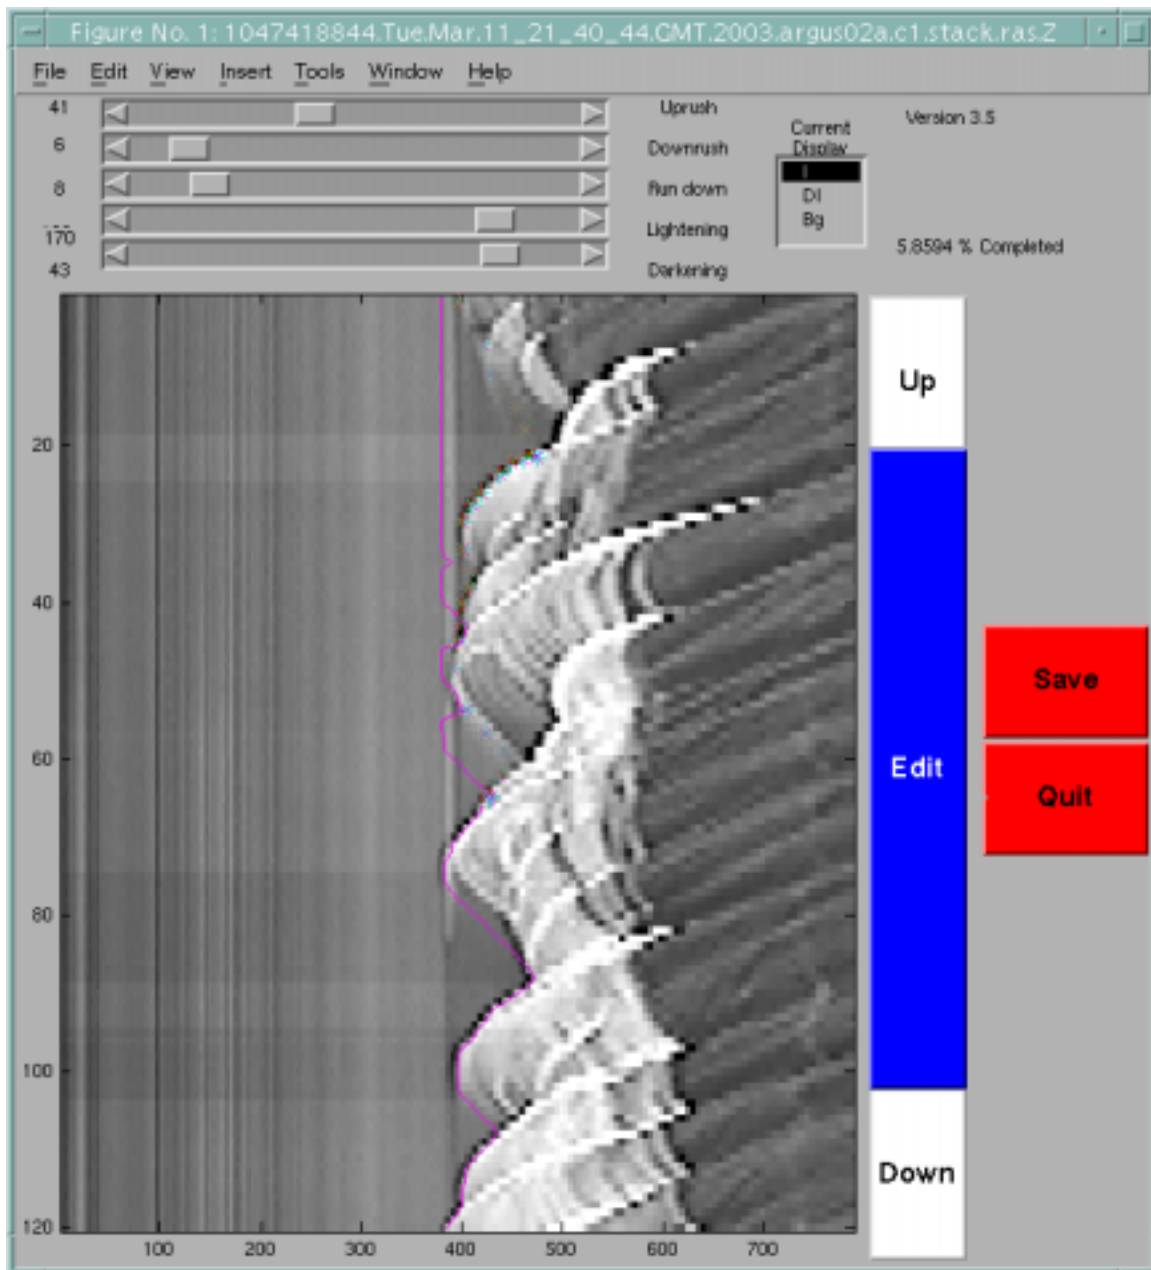 Figure No. 1: 1047418844.Tue.Mar.11_21_40_44.GMT.2003.argus02a.c1.stack.ras.Z
File Edit View Insert Tools Window Help
41 Uprush
6 Downrush
8 Run down
170 Lightening
43 Darkening
Current
Display
I
DI
Bg
Version 3.5
5.8594 % Completed
20
40
60
80
100
120
100 200 300 400 500 600 700
Up
Edit
Down
Save
Quit